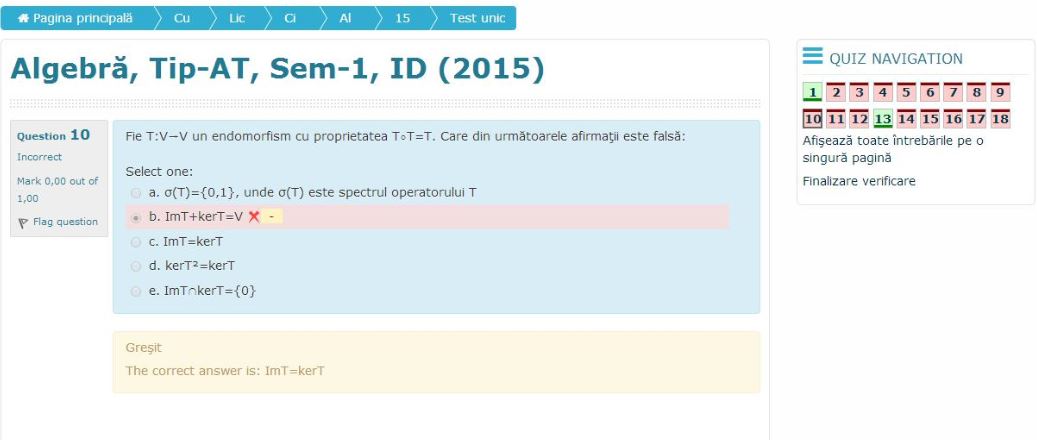 Pagina principală Cu Lic Ci Al 15 Test unic
Algebră, Tip-AT, Sem-1, ID (2015)
Question 10
Incorrect
Mark 0,00 out of
1,00
Flag question
Fie T:V→V un endomorfism cu proprietatea T∘T=T. Care din următoarele afirmaţii este falsă:
Select one:
a. σ(T)={0,1}, unde σ(T) este spectrul operatorului T
b. ImT+kerT=V -
c. ImT=kerT
d. kerT²=kerT
e. ImT∩kerT={0}
Greşit
The correct answer is: ImT=kerT
QUIZ NAVIGATION
1 2 3 4 5 6 7 8 9
10 11 12 13 14 15 16 17 18
Afişează toate întrebările pe o
singură pagină
Finalizare verificare